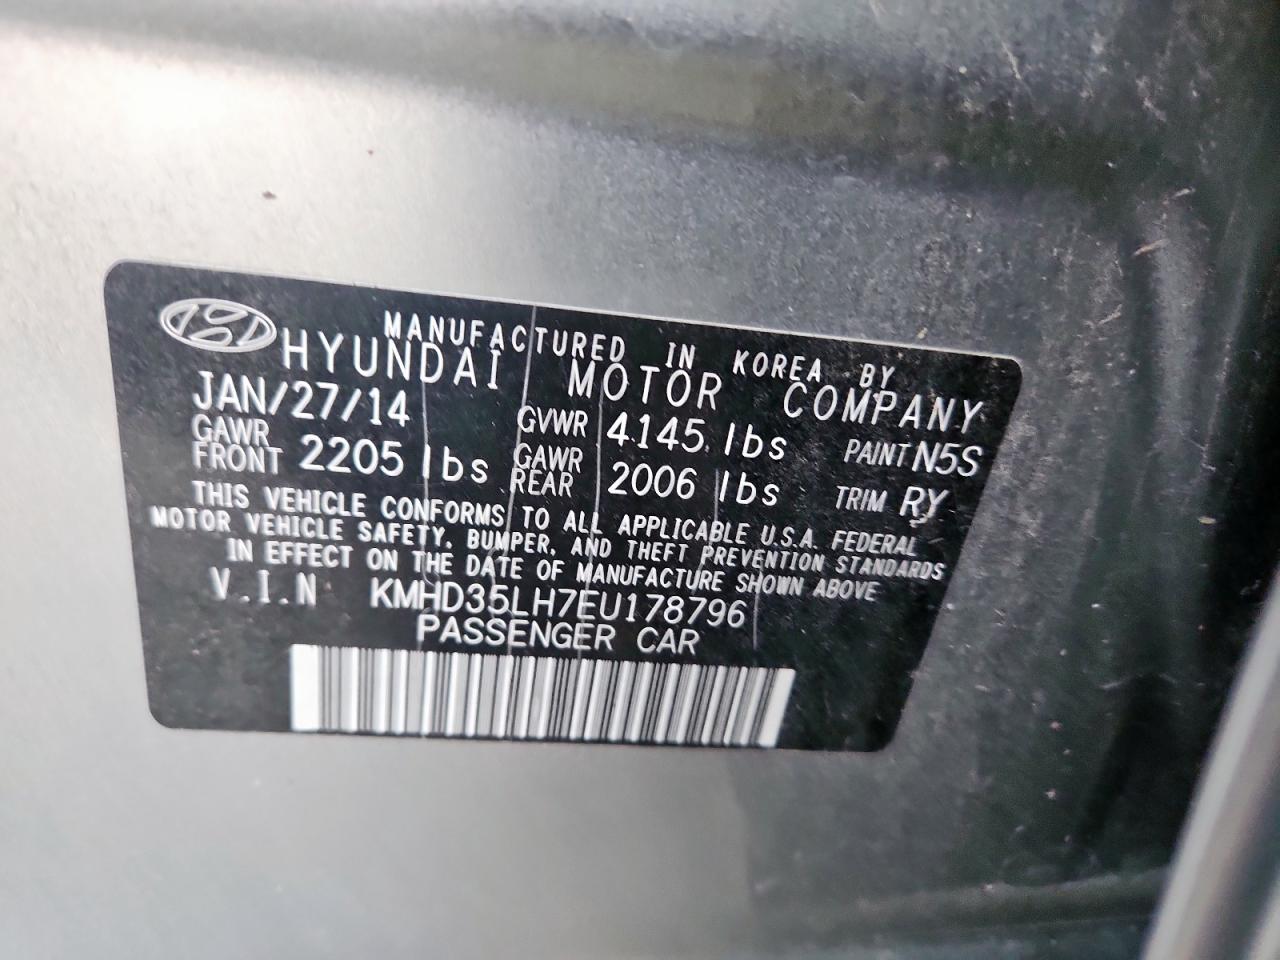 MANUFACTURED IN KOREA BY
HYUNDAI MOTOR COMPANY
JAN/27/14 GVWR 4145 lbs PAINT N5S
GAWR FRONT 2205 lbs GAWR REAR 2006 lbs TRIM RY
THIS VEHICLE CONFORMS TO ALL APPLICABLE U.S.A. FEDERAL
MOTOR VEHICLE SAFETY, BUMPER, AND THEFT PREVENTION STANDARDS
IN EFFECT ON THE DATE OF MANUFACTURE SHOWN ABOVE
V.I.N KMHD35LH7EU178796
PASSENGER CAR